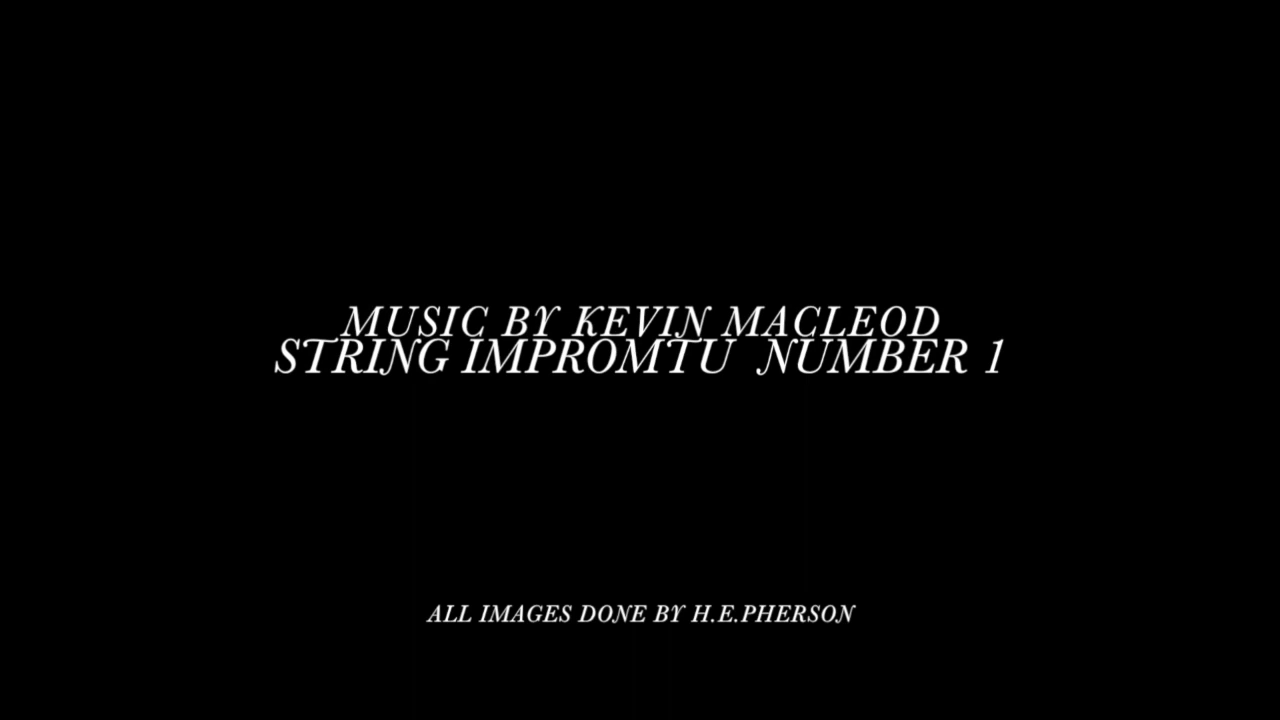 MUSIC BY KEVIN MACLEOD
STRING IMPROMTU NUMBER 1
ALL IMAGES DONE BY H.E.PHERSON